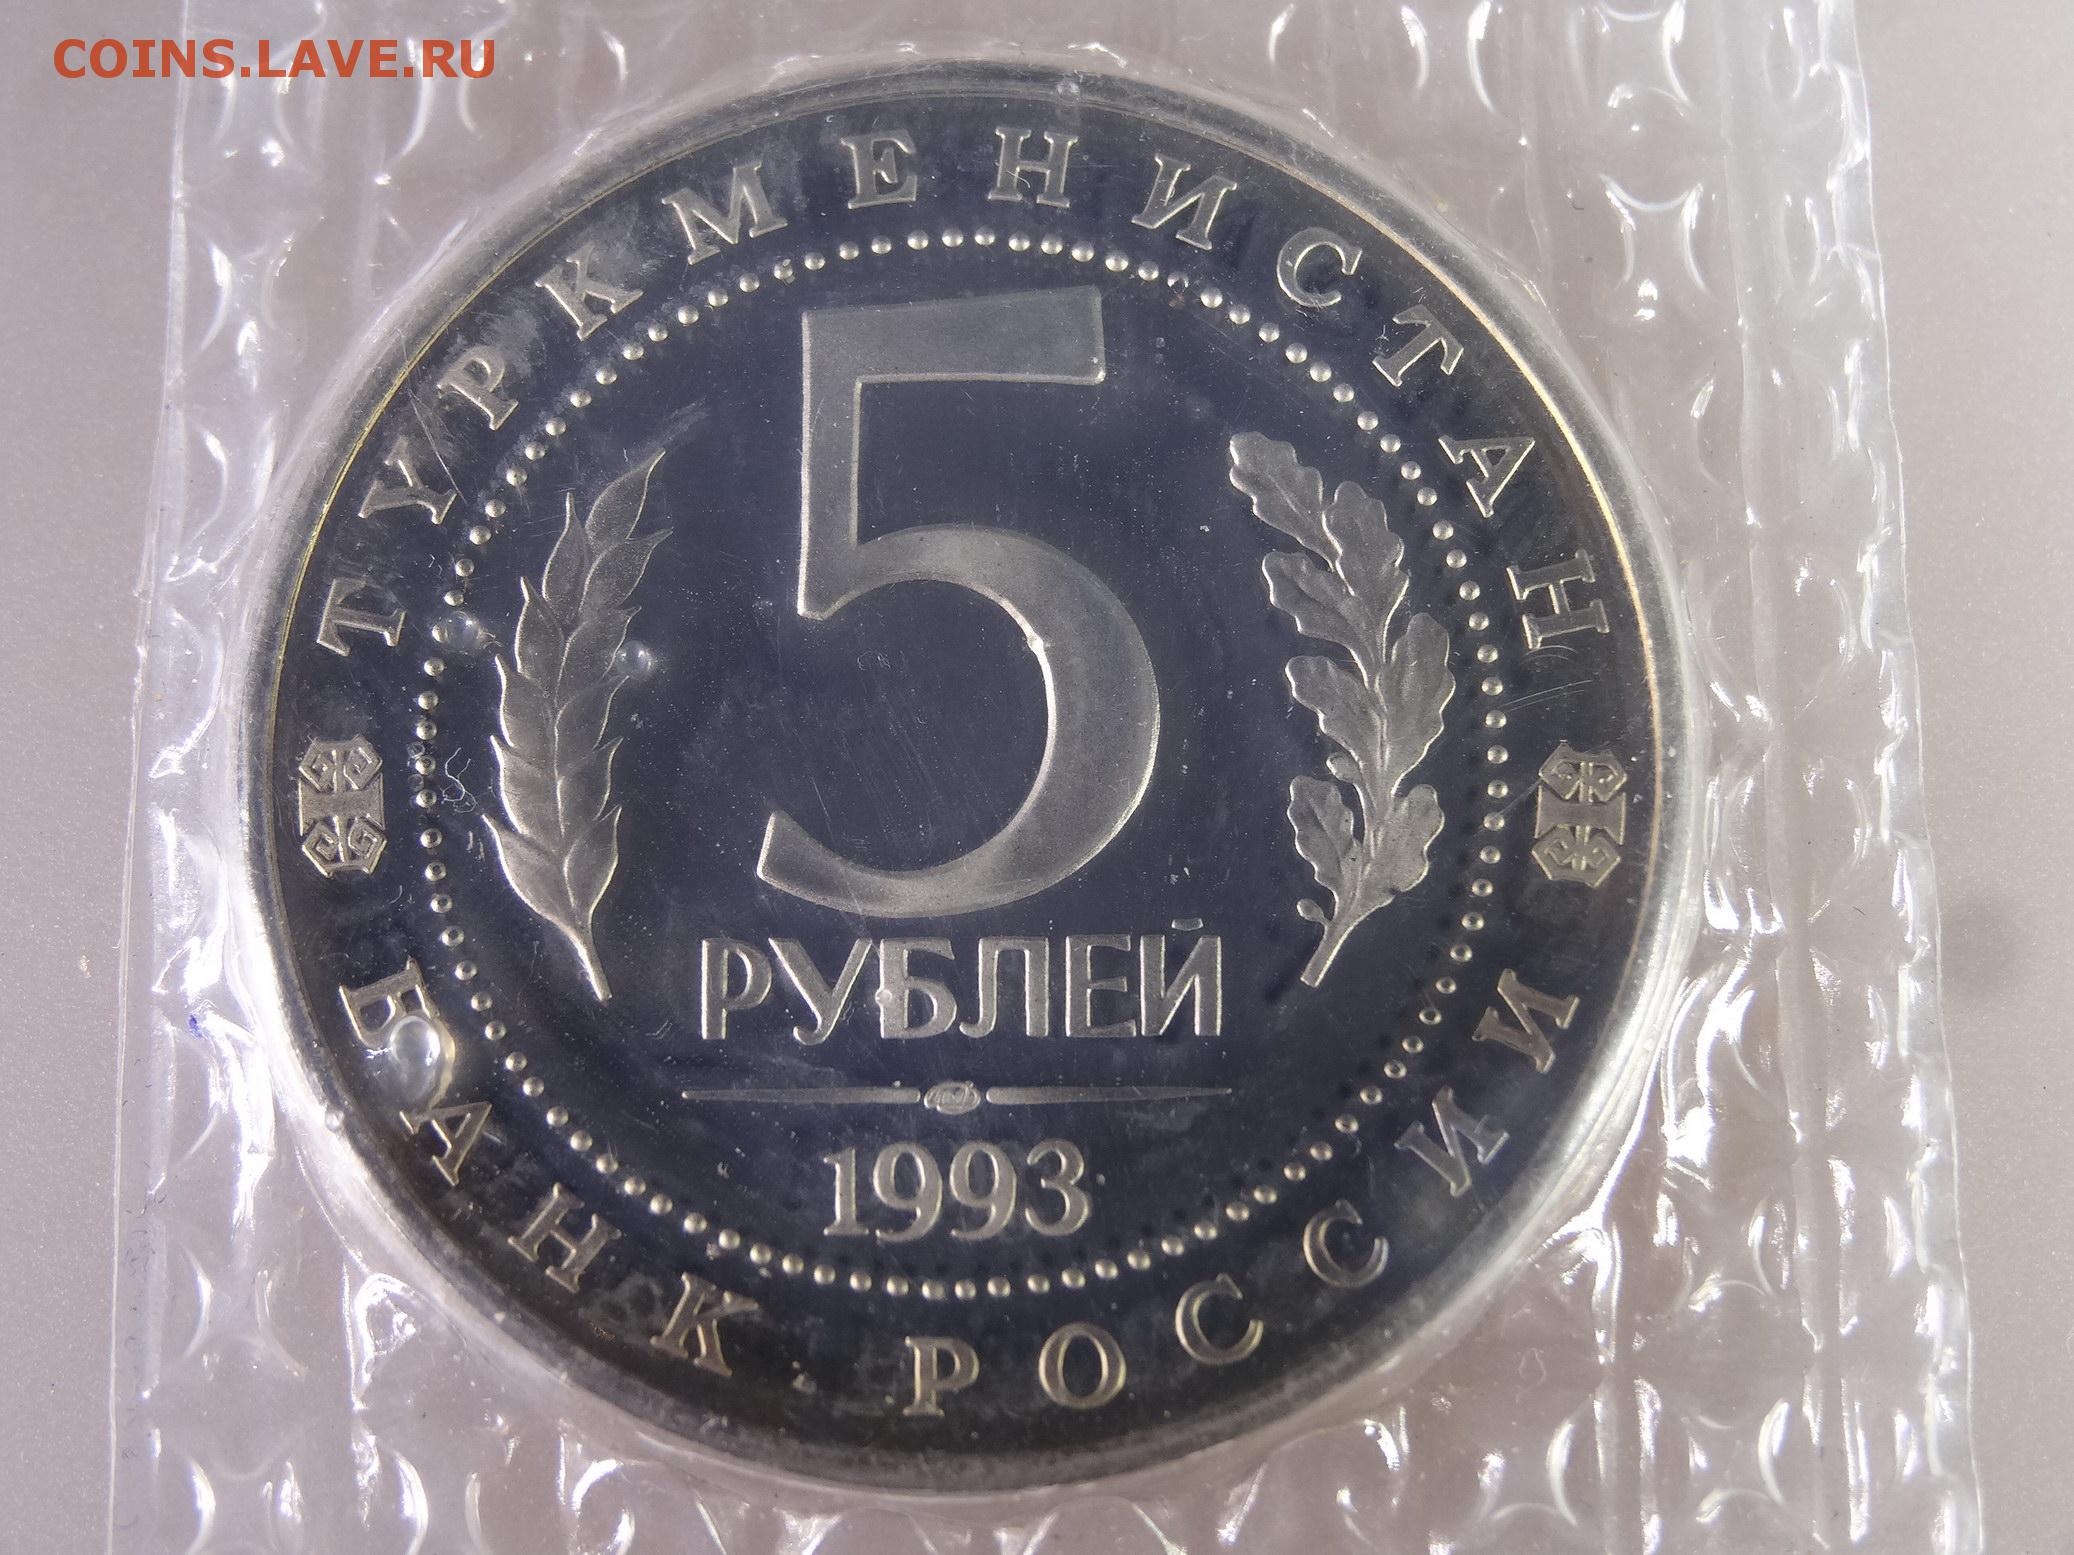 COINS.LAVE.RU
ТУРКМЕНИСТАН
5
РУБЛЕЙ
1993
БАНК РОССИИ